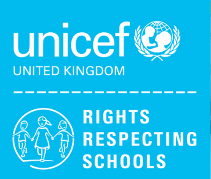 unicef
UNITED KINGDOM
RIGHTS
RESPECTING
SCHOOLS